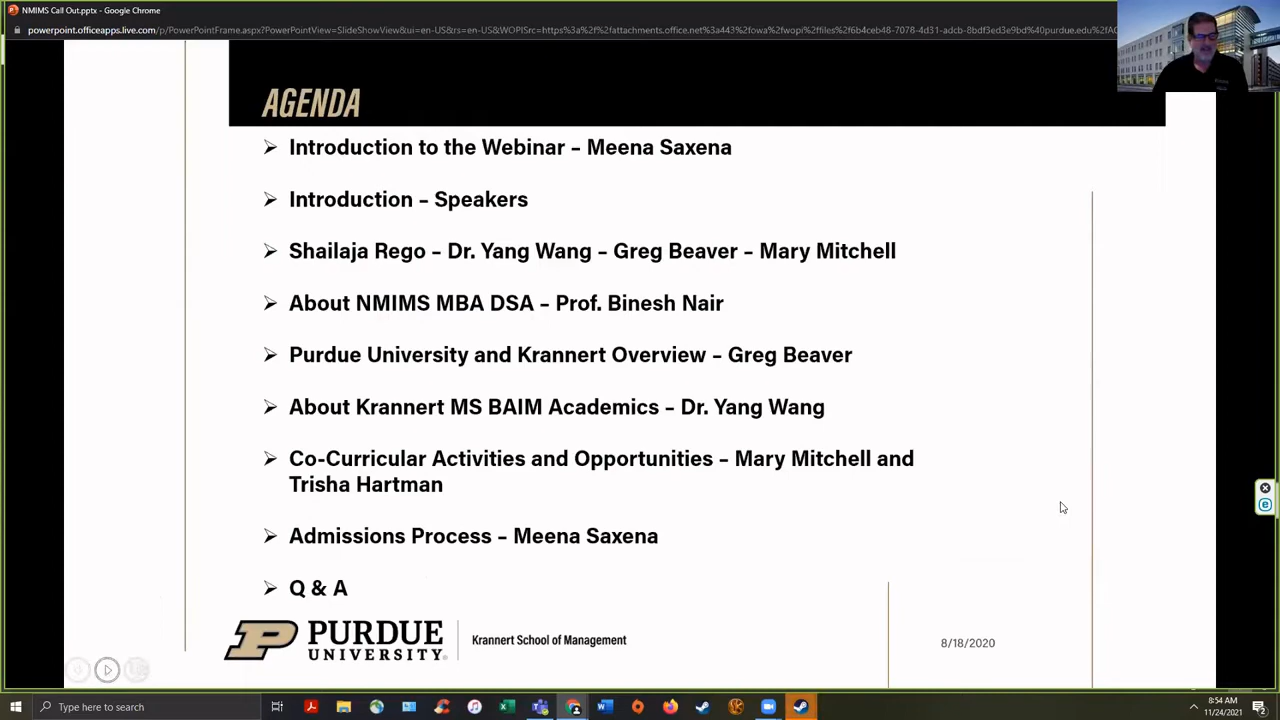 NMIMS Call Out.pptx - Google Chrome
powerpoint.officeapps.live.com/p/PowerPointFrame.aspx?PowerPointView=SlideShowView&ui=en-US&rs=en-US&WOPISrc=https%3a%2f%2fattachments.office.net%3a443%2fowa%2fwopi%2ffiles%2f6b4ceb48-7078-4d31-adcb-8bdf3ed3e9bd%40purdue.edu%2fAC
AGENDA
➢ Introduction to the Webinar – Meena Saxena
➢ Introduction – Speakers
➢ Shailaja Rego – Dr. Yang Wang – Greg Beaver – Mary Mitchell
➢ About NMIMS MBA DSA – Prof. Binesh Nair
➢ Purdue University and Krannert Overview – Greg Beaver
➢ About Krannert MS BAIM Academics – Dr. Yang Wang
➢ Co-Curricular Activities and Opportunities – Mary Mitchell and
Trisha Hartman
➢ Admissions Process – Meena Saxena
➢ Q & A
PURDUE
UNIVERSITY®
Krannert School of Management
8/18/2020
Type here to search
8:54 AM
11/24/2021